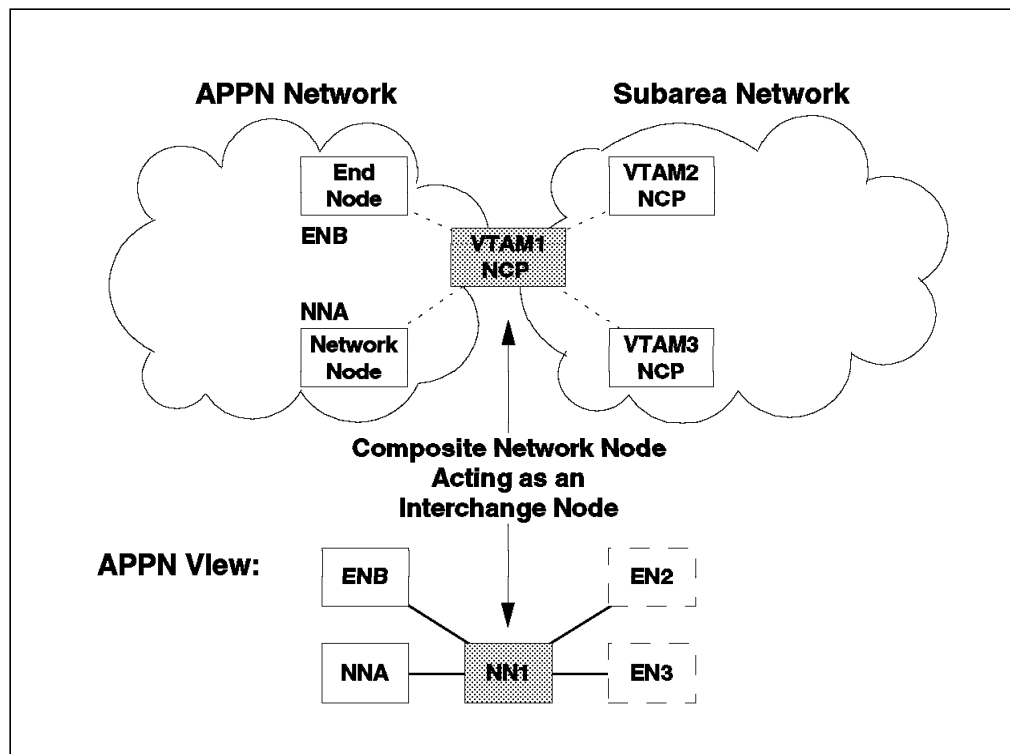 APPN Network
Subarea Network
End
Node
ENB
VTAM2
NCP
VTAM1
NCP
NNA
Network
Node
VTAM3
NCP
Composite Network Node
Acting as an
Interchange Node
APPN View:
ENB
EN2
NNA
NN1
EN3